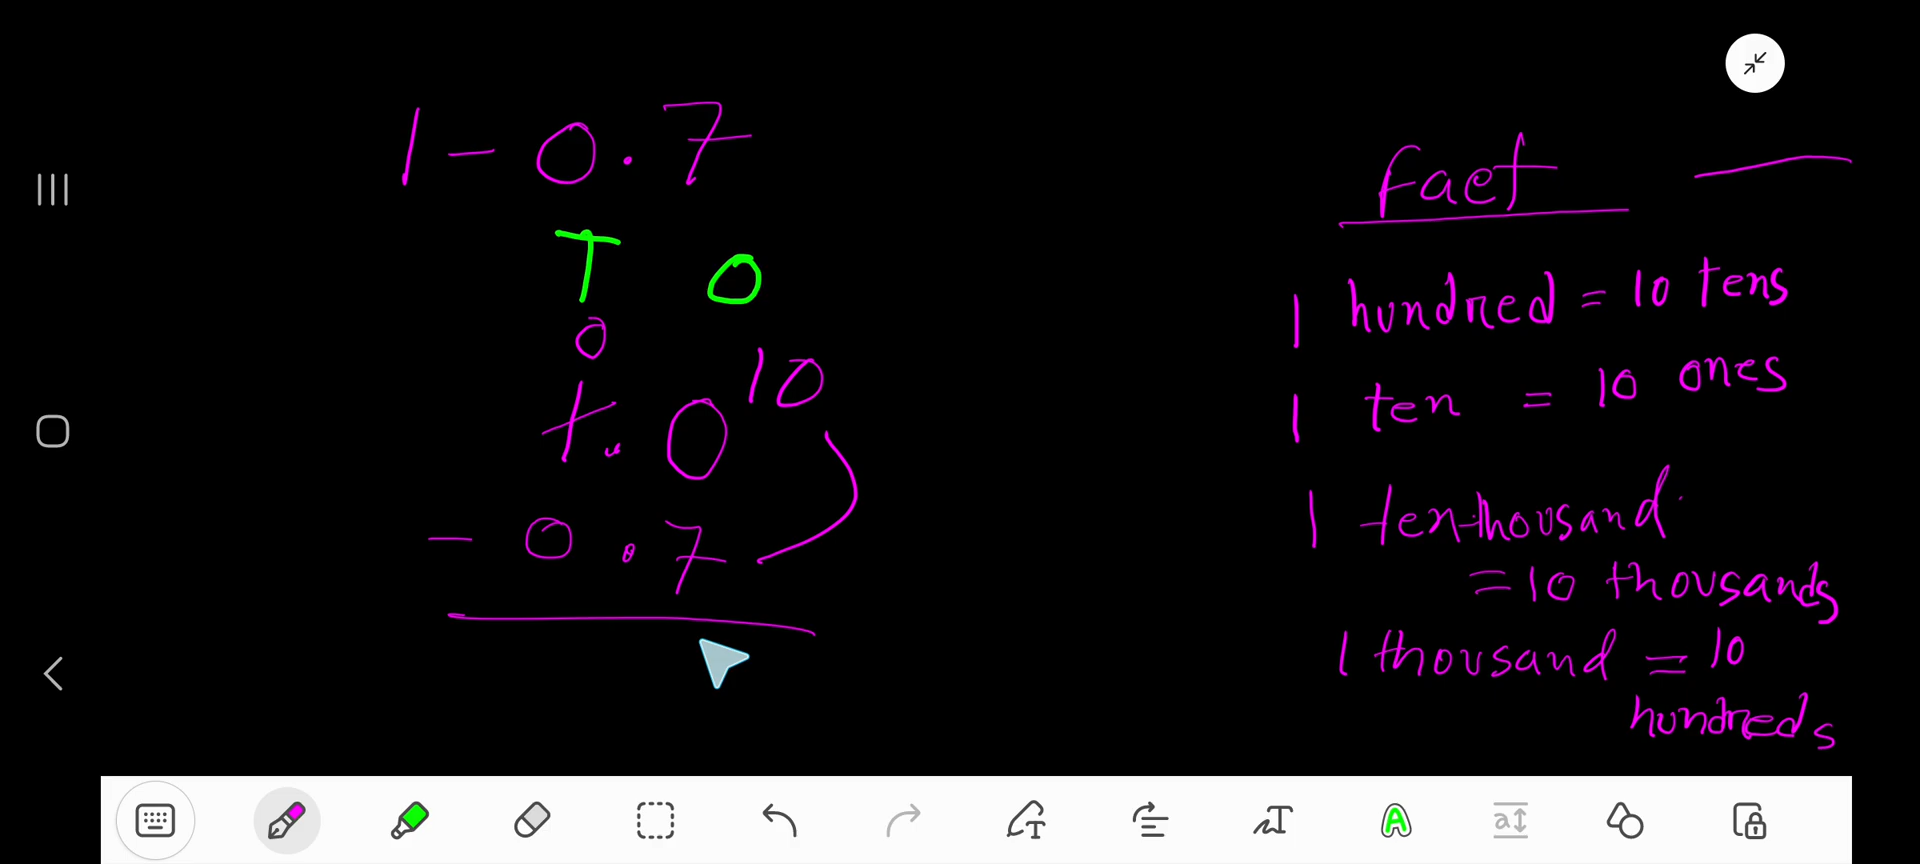 1 - 0.7
T O
0
1.0 10
- 0.7
Fact
1 hundred = 10 tens
1 ten = 10 ones
1 ten-thousand
= 10 thousands
1 thousand = 10
hundreds